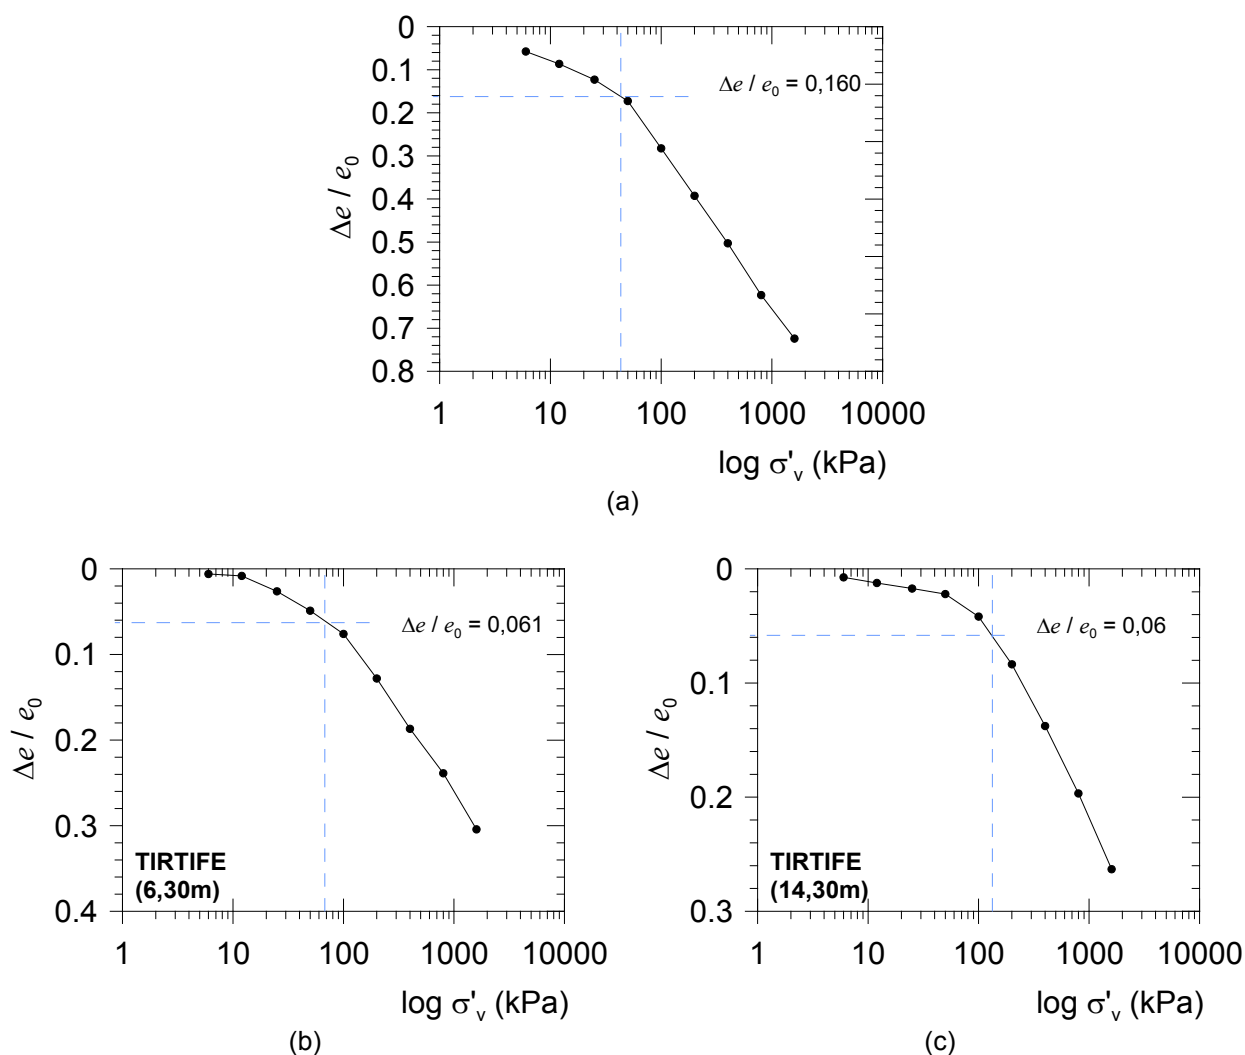 0
0.1
0.2
0.3
0.4
0.5
0.6
0.7
0.8
Δe / e0
Δe / e0 = 0,160
1 10 100 1000 10000
log σ'v (kPa)
(a)
0
0.1
0.2
0.3
0.4
Δe / e0
Δe / e0 = 0,061
TIRTIFE
(6,30m)
1 10 100 1000 10000
log σ'v (kPa)
(b)
0
0.1
0.2
0.3
Δe / e0
Δe / e0 = 0,06
TIRTIFE
(14,30m)
1 10 100 1000 10000
log σ'v (kPa)
(c)